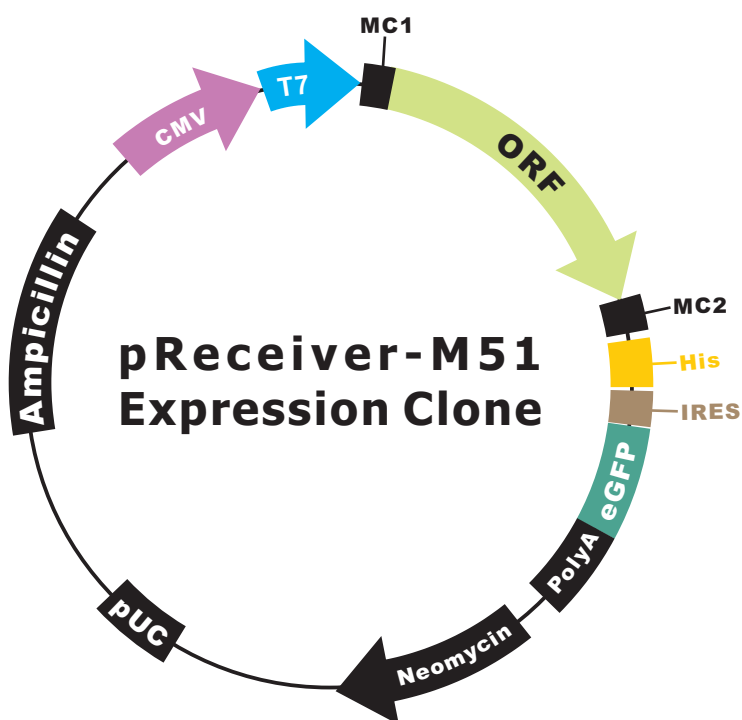 MC1
T7
CMV
ORF
MC2
His
IRES
eGFP
PolyA
Neomycin
pUC
Ampicillin
pReceiver-M51
Expression Clone